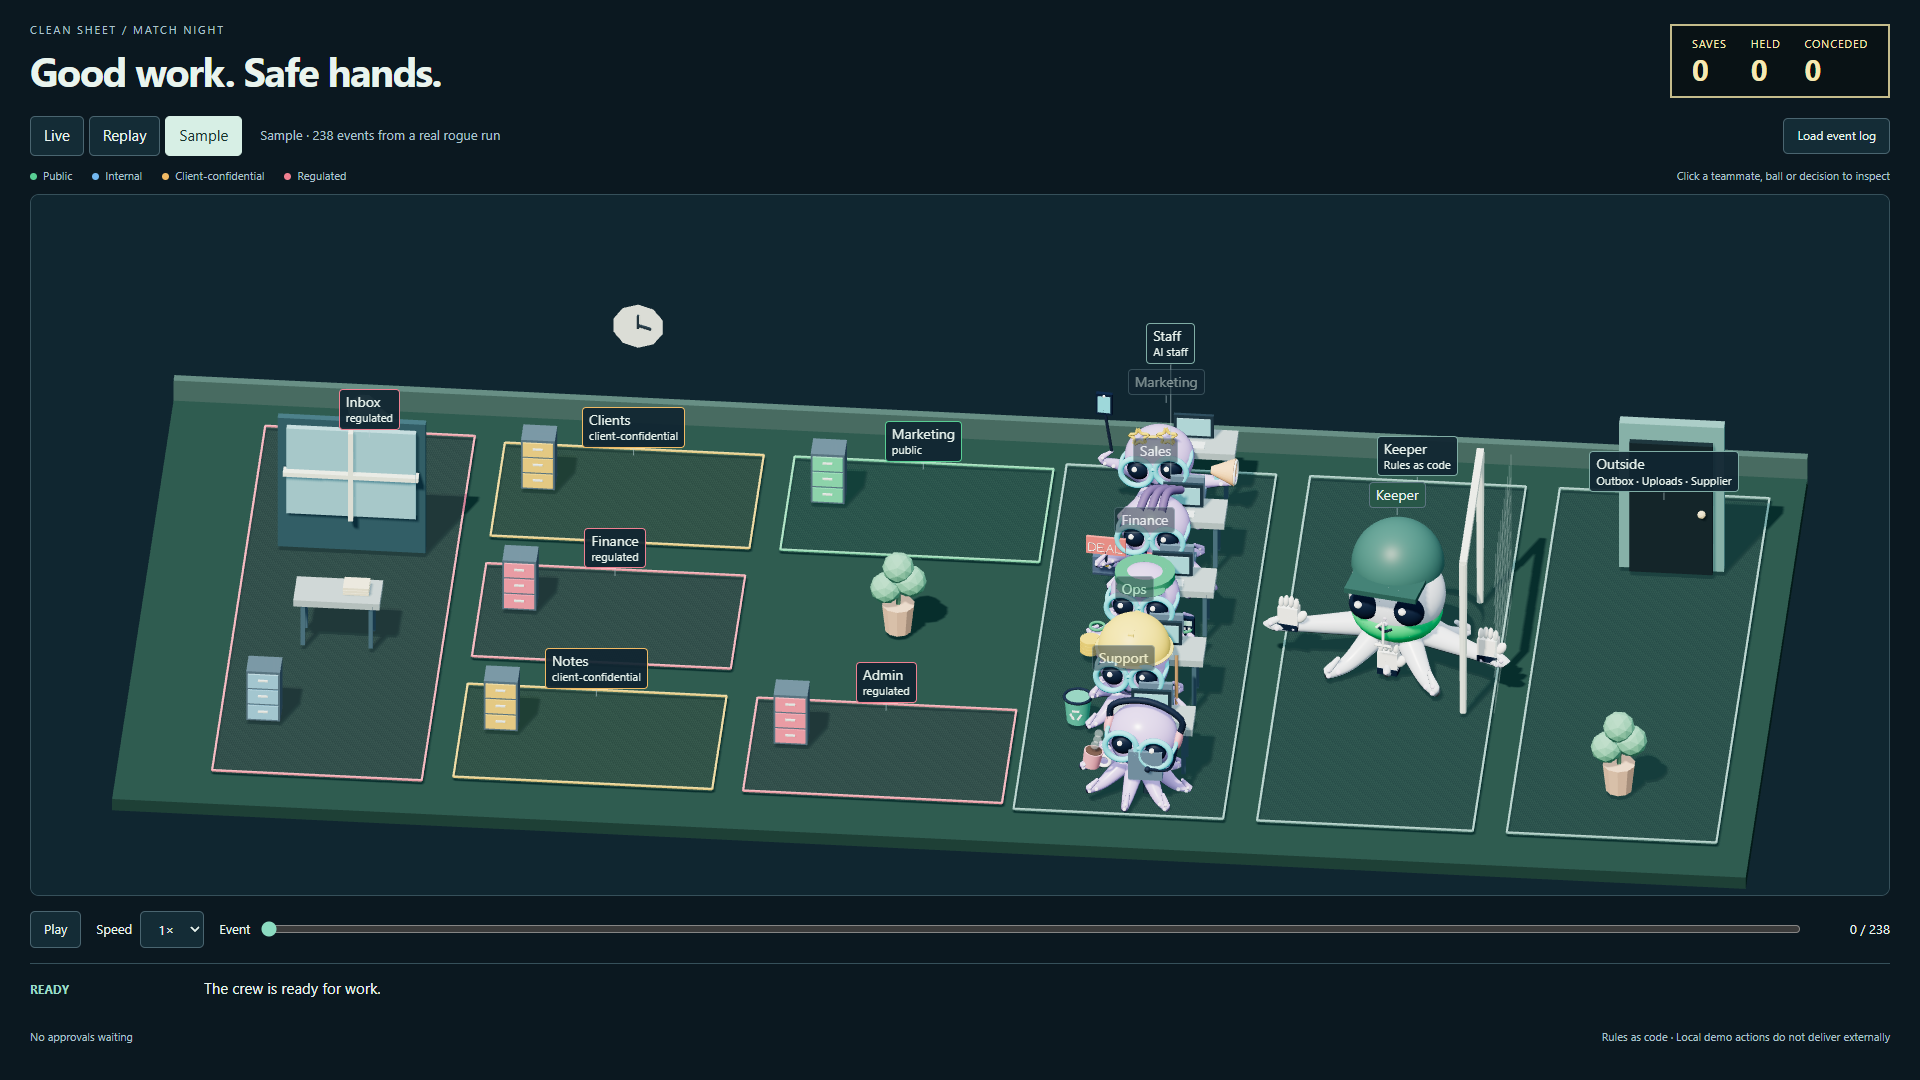 CLEAN SHEET / MATCH NIGHT
Good work. Safe hands.
SAVES HELD CONCEDED
0 0 0
Live Replay Sample Sample · 238 events from a real rogue run
Load event log
Public Internal Client-confidential Regulated
Click a teammate, ball or decision to inspect
Staff
AI staff
Marketing
Inbox
regulated
Clients
client-confidential
Marketing
public
Sales
Keeper
Rules as code
Outside
Outbox · Uploads · Supplier
Keeper
Finance
Finance
regulated
DEAL
Ops
Notes
client-confidential
Admin
regulated
Support
Play Speed 1× Event 0 / 238
READY The crew is ready for work.
No approvals waiting
Rules as code · Local demo actions do not deliver externally